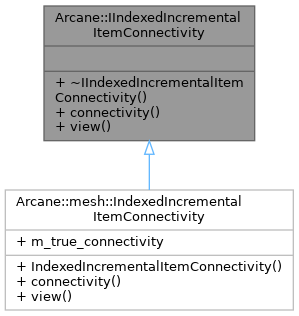 Arcane::IIndexedIncremental
ItemConnectivity
+ ~IIndexedIncrementalItem
Connectivity()
+ connectivity()
+ view()
Arcane::mesh::IndexedIncremental
ItemConnectivity
+ m_true_connectivity
+ IndexedIncrementalItemConnectivity()
+ connectivity()
+ view()